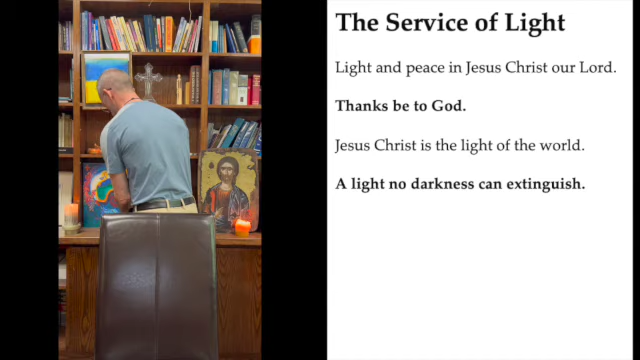 The Service of Light
Light and peace in Jesus Christ our Lord.
Thanks be to God.
Jesus Christ is the light of the world.
A light no darkness can extinguish.